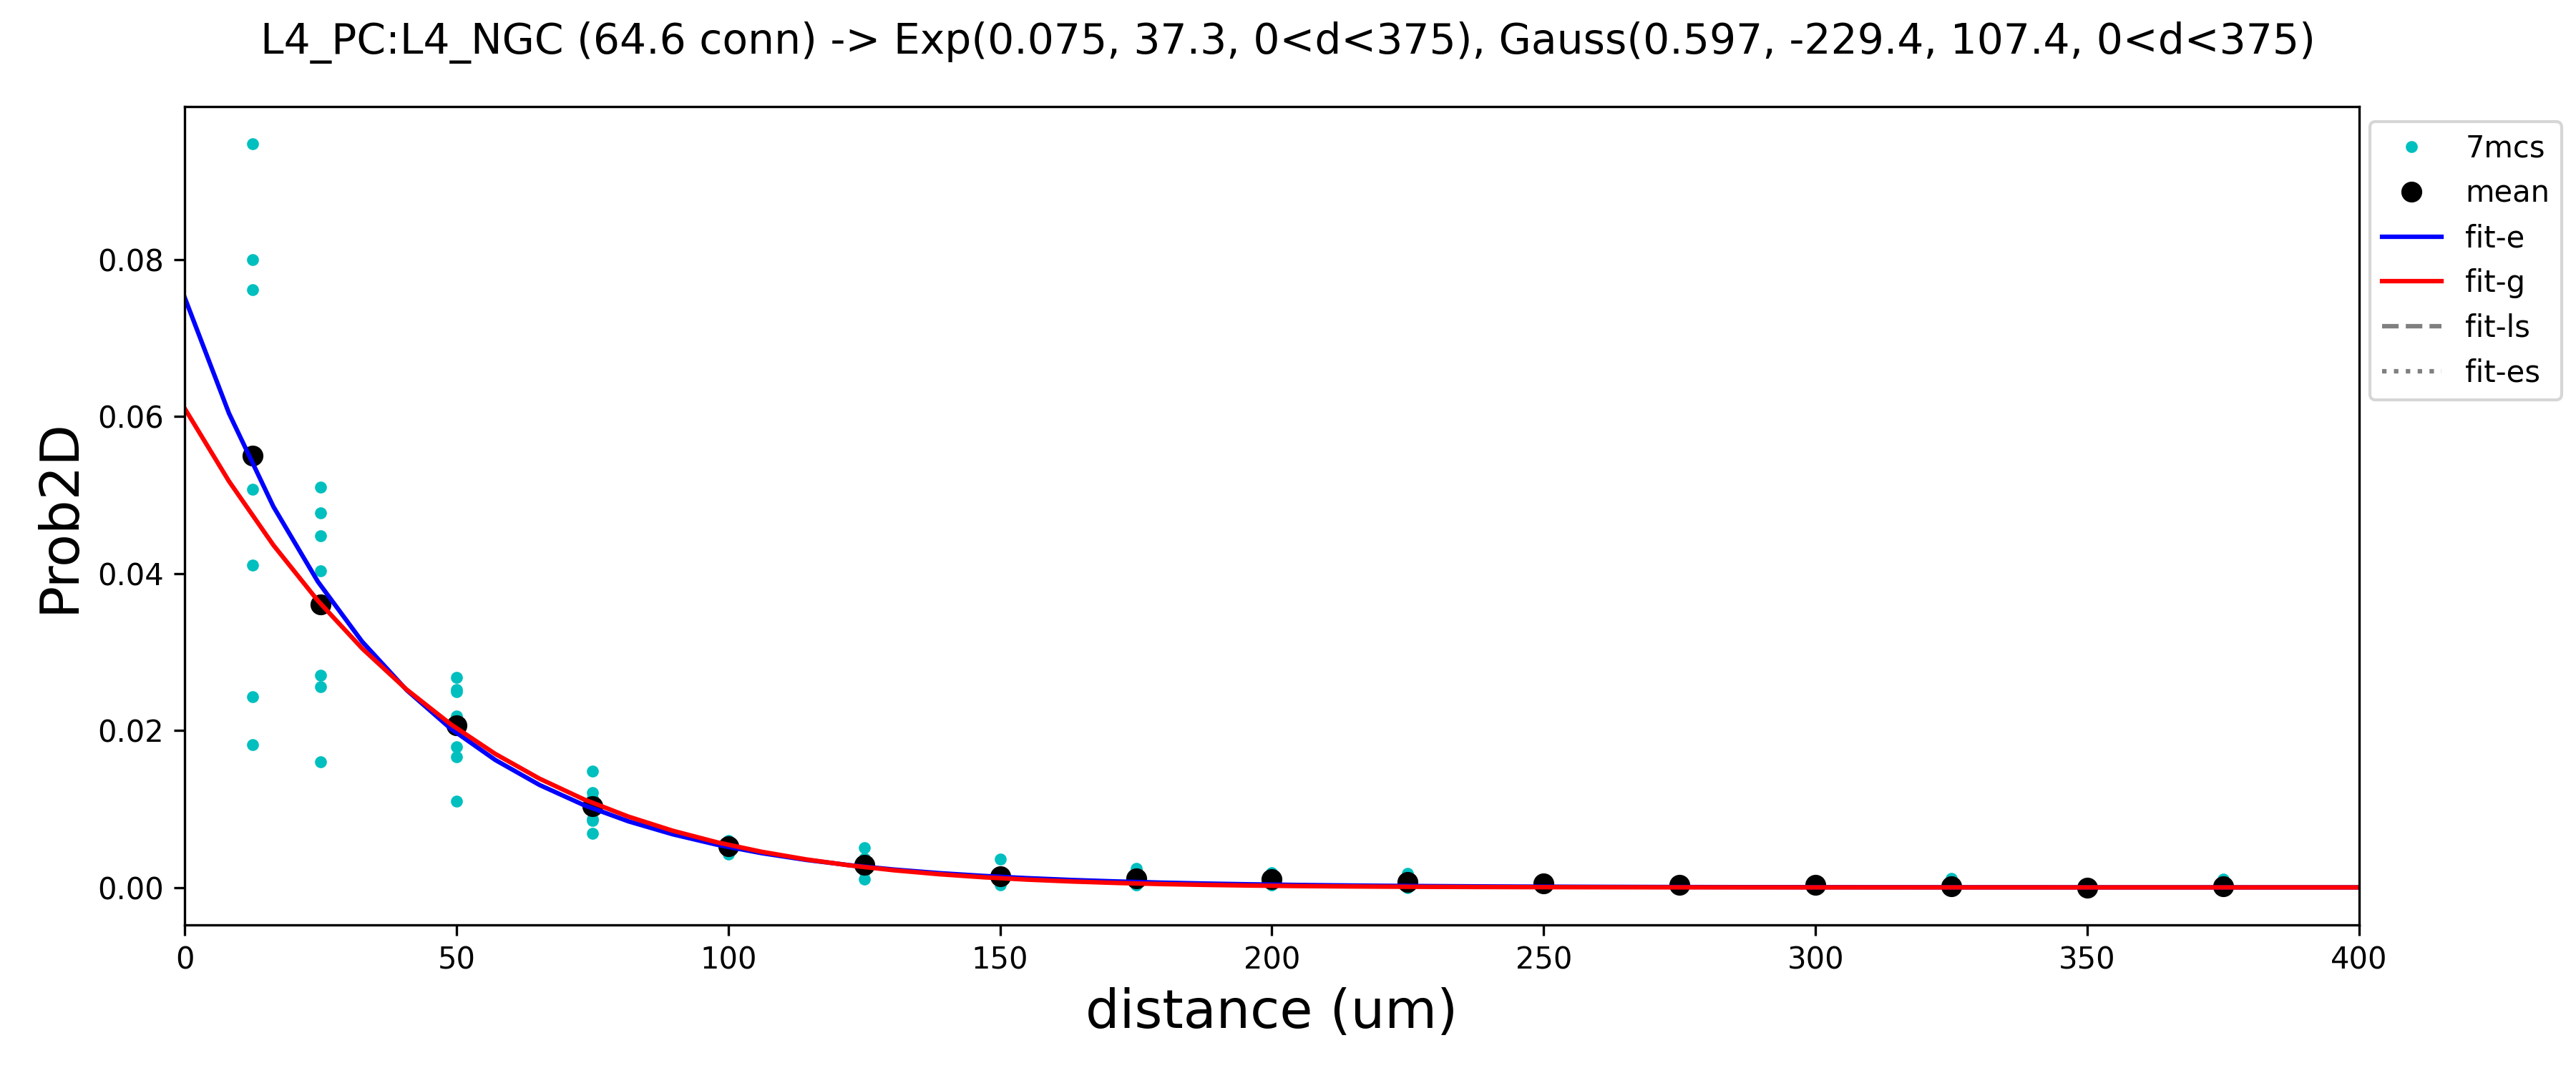 L4_PC:L4_NGC (64.6 conn) -> Exp(0.075, 37.3, 0<d<375), Gauss(0.597, -229.4, 107.4, 0<d<375)
7mcs
mean
fit-e
fit-g
fit-ls
fit-es
Prob2D
0.08
0.06
0.04
0.02
0.00
0 50 100 150 200 250 300 350 400
distance (um)